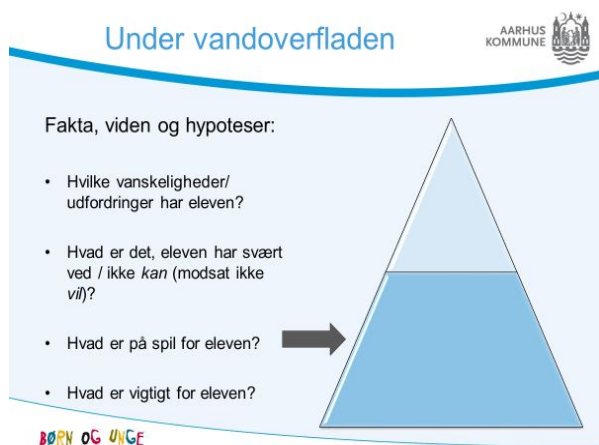 Under vandoverfladen
AARHUS
KOMMUNE
Fakta, viden og hypoteser:
• Hvilke vanskeligheder/
udfordringer har eleven?
• Hvad er det, eleven har svært
ved / ikke kan (modsat ikke
vil)?
• Hvad er på spil for eleven?
• Hvad er vigtigt for eleven?
BØRN OG UNGE